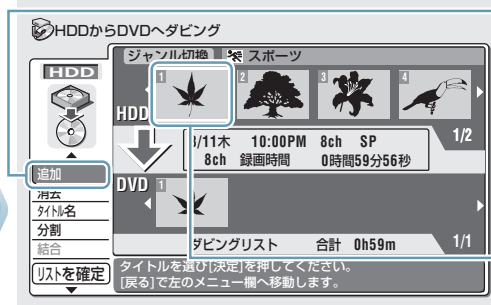 HDDからDVDへダビング
ジャンル切換 スポーツ
HDD
1 2 3 4
HDD
/11木 10:00PM 8ch SP 1/2
8ch 録画時間 0時間59分56秒
追加
消去
タイトル名
分割
結合
リストを確定
DVD 1
ダビングリスト 合計 0h59m 1/1
タイトルを選び[決定]を押してください。
[戻る]で左のメニュー欄へ移動します。